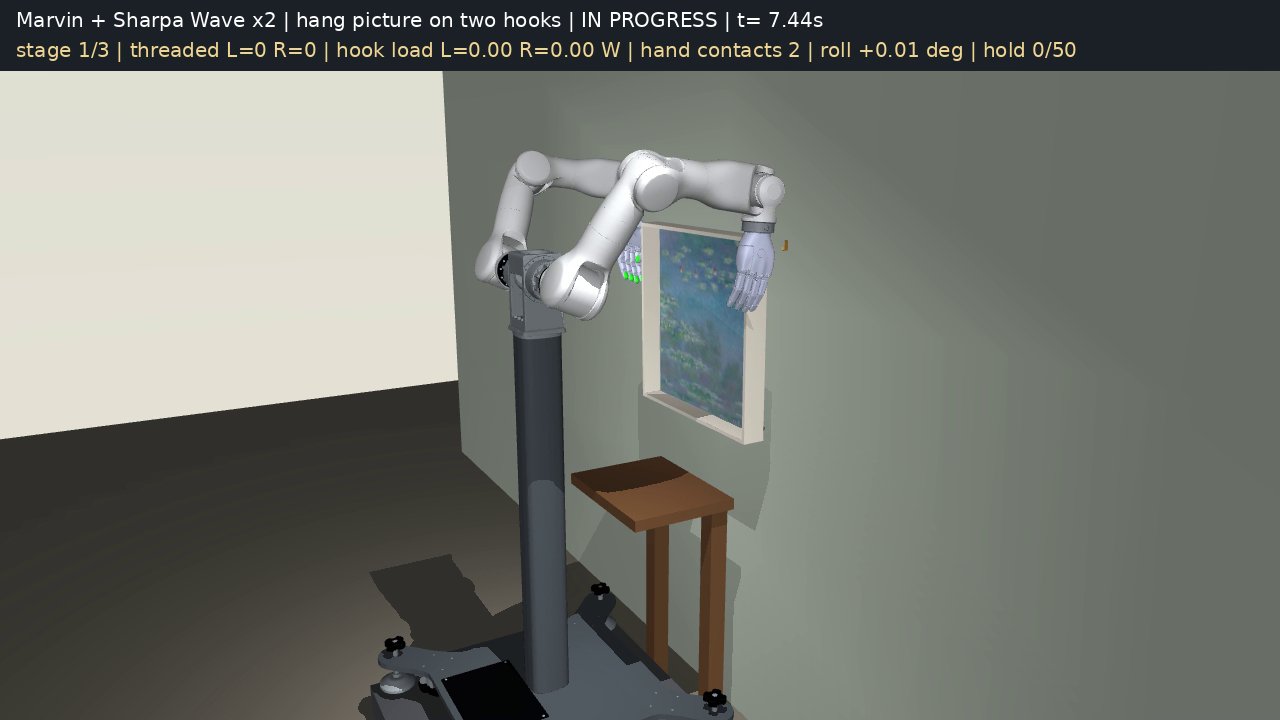 Marvin + Sharpa Wave x2 | hang picture on two hooks | IN PROGRESS | t= 7.44s
stage 1/3 | threaded L=0 R=0 | hook load L=0.00 R=0.00 W | hand contacts 2 | roll +0.01 deg | hold 0/50